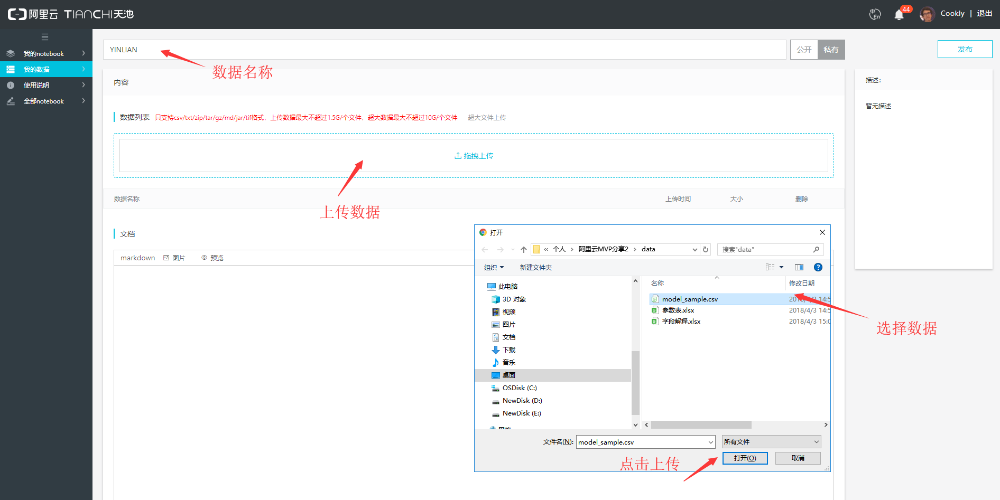 阿里云 TIANCHI天池
中 En
44
Cookly | 退出
我的notebook
我的数据
使用说明
全部notebook
YINLIAN
公开 私有
发布
数据名称
内容
描述：
暂无描述
数据列表 只支持csv/txt/zip/tar/gz/md/jar/tif格式，上传数据最大不超过1.5G/个文件，超大数据最大不超过10G/个文件 超大文件上传
拖拽上传
数据名称 上传时间 大小 删除
上传数据
文档
markdown 图片 预览
打开
« 个人 › 阿里云MVP分享2 › data
搜索"data"
组织 新建文件夹
此电脑
3D 对象
视频
图片
文档
下载
音乐
桌面
OSDisk (C:)
NewDisk (D:)
NewDisk (E:)
网络
名称 修改日期
model_sample.csv 2018/4/3 14:5
参数表.xlsx 2018/4/3 14:5
字段解释.xlsx 2018/4/3 15:0
选择数据
文件名(N): model_sample.csv 所有文件
打开(O) 取消
点击上传